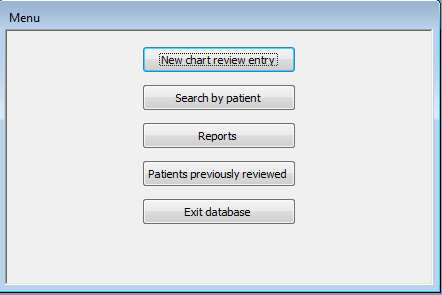 Menu
New chart review entry
Search by patient
Reports
Patients previously reviewed
Exit database